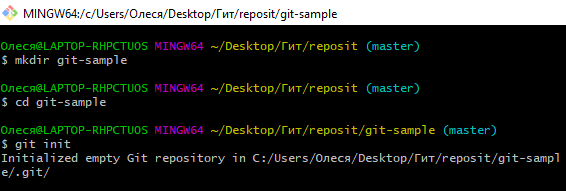 MINGW64:/c/Users/Олеся/Desktop/Гит/reposit/git-sample
Олеся@LAPTOP-RHPCTUOS MINGW64 ~/Desktop/Гит/reposit (master)
$ mkdir git-sample
Олеся@LAPTOP-RHPCTUOS MINGW64 ~/Desktop/Гит/reposit (master)
$ cd git-sample
Олеся@LAPTOP-RHPCTUOS MINGW64 ~/Desktop/Гит/reposit/git-sample (master)
$ git init
Initialized empty Git repository in C:/Users/Олеся/Desktop/Гит/reposit/git-sampl
e/.git/